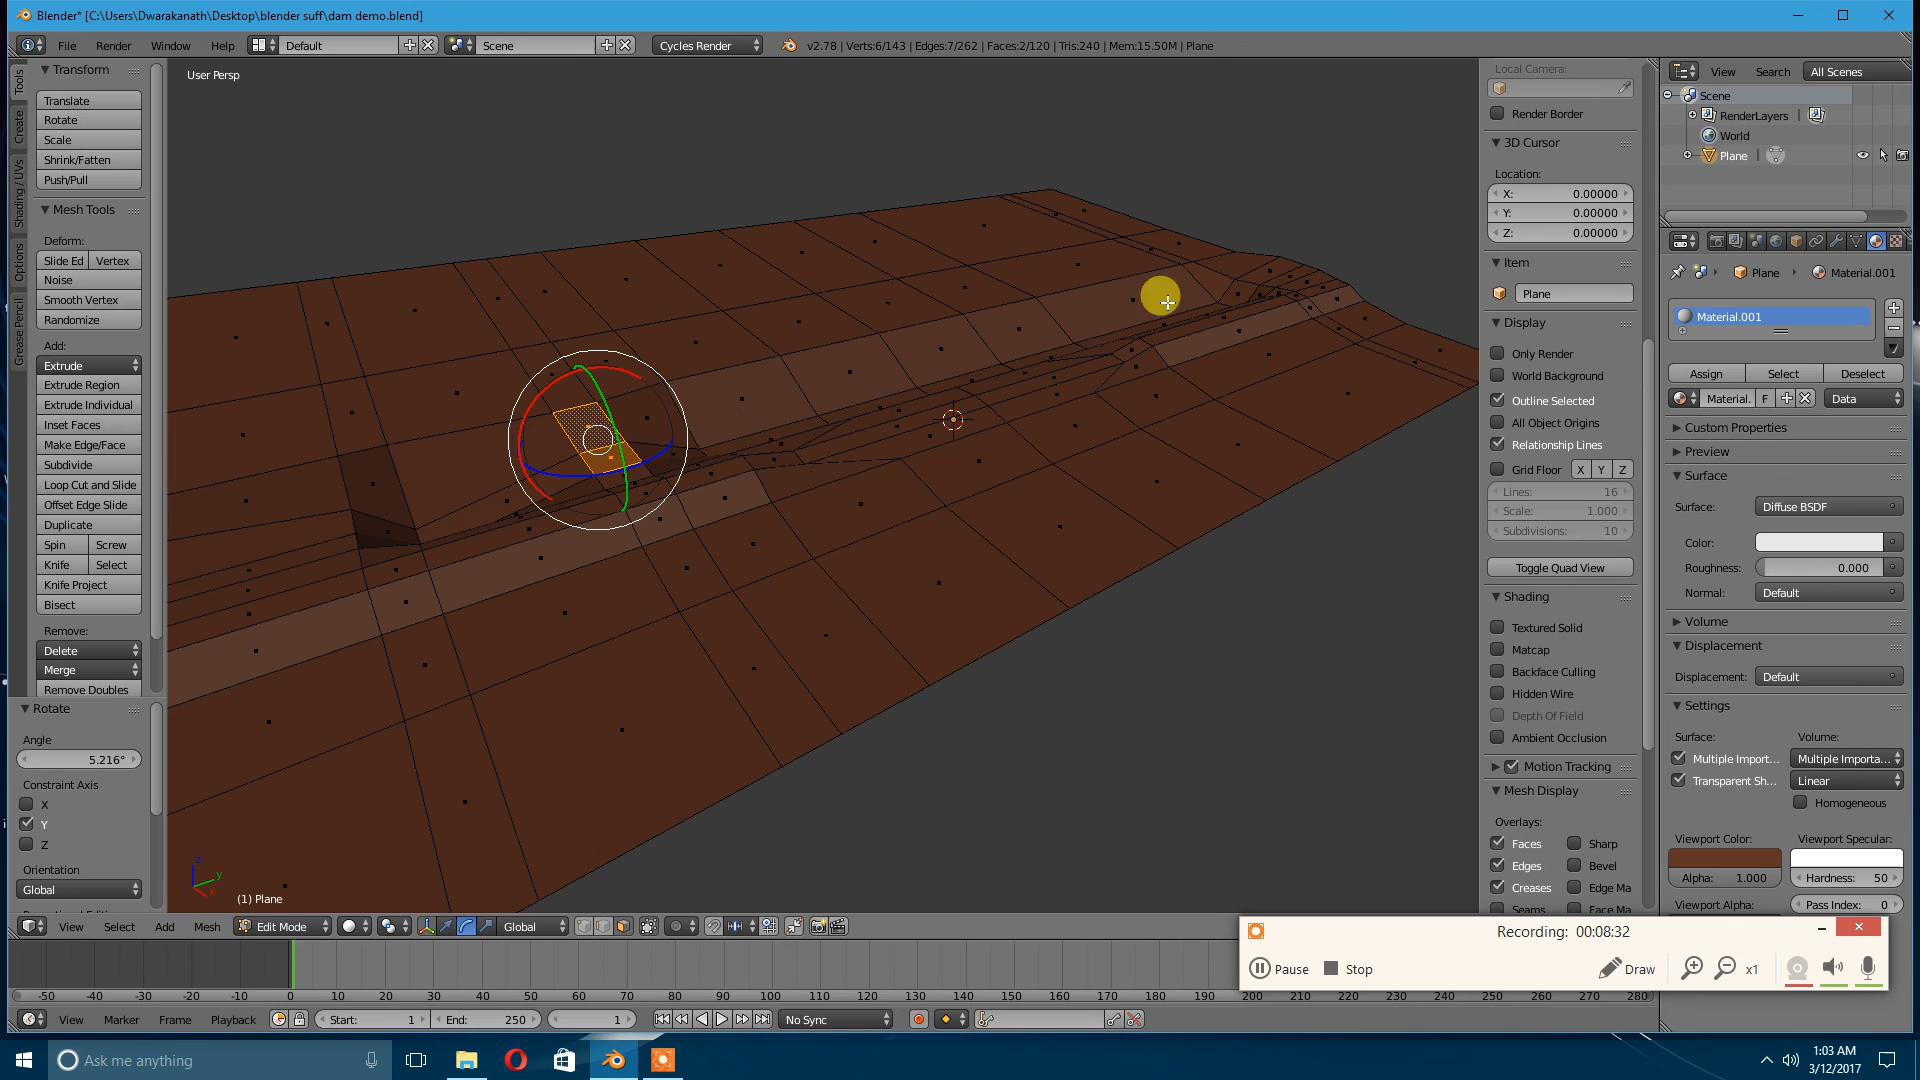 Blender* [C:\Users\Dwarakanath\Desktop\blender suff\dam demo.blend]
File Render Window Help Default Scene Cycles Render v2.78 | Verts:6/143 | Edges:7/262 | Faces:2/120 | Tris:240 | Mem:15.50M | Plane
Tools
Create
Shading / UVs
Options
Grease Pencil
Transform
Translate
Rotate
Scale
Shrink/Fatten
Push/Pull
Mesh Tools
Deform:
Slide Ed Vertex
Noise
Smooth Vertex
Randomize
Add:
Extrude
Extrude Region
Extrude Individual
Inset Faces
Make Edge/Face
Subdivide
Loop Cut and Slide
Offset Edge Slide
Duplicate
Spin Screw
Knife Select
Knife Project
Bisect
Remove:
Delete
Merge
Remove Doubles
Rotate
Angle
5.216°
Constraint Axis
X
Y
Z
Orientation
Global
User Persp
z
y
x
(1) Plane
Local Camera:
Render Border
3D Cursor
Location:
X: 0.00000
Y: 0.00000
Z: 0.00000
Item
Plane
Display
Only Render
World Background
Outline Selected
All Object Origins
Relationship Lines
Grid Floor X Y Z
Lines: 16
Scale: 1.000
Subdivisions: 10
Toggle Quad View
Shading
Textured Solid
Matcap
Backface Culling
Hidden Wire
Depth Of Field
Ambient Occlusion
Motion Tracking
Mesh Display
Overlays:
Faces Sharp
Edges Bevel
Creases Edge Ma
View Search All Scenes
Scene
RenderLayers
World
Plane
Plane Material.001
Material.001
Assign Select Deselect
Material. F Data
Custom Properties
Preview
Surface
Surface: Diffuse BSDF
Color:
Roughness: 0.000
Normal: Default
Volume
Displacement
Displacement: Default
Settings
Surface: Volume:
Multiple Import... Multiple Importa...
Transparent Sh... Linear
Homogeneous
Viewport Color: Viewport Specular:
Alpha: 1.000 Hardness: 50
Viewport Alpha: Pass Index: 0
View Select Add Mesh Edit Mode Global
Recording: 00:08:32
Pause Stop Draw x1
-50 -40 -30 -20 -10 0 10 20 30 40 50 60 70 80 90 100 110 120 130 140 150 160 170 180 190 200 210 220 230 240 250 260 270 280
View Marker Frame Playback Start: 1 End: 250 1 No Sync
Ask me anything
1:03 AM
3/12/2017